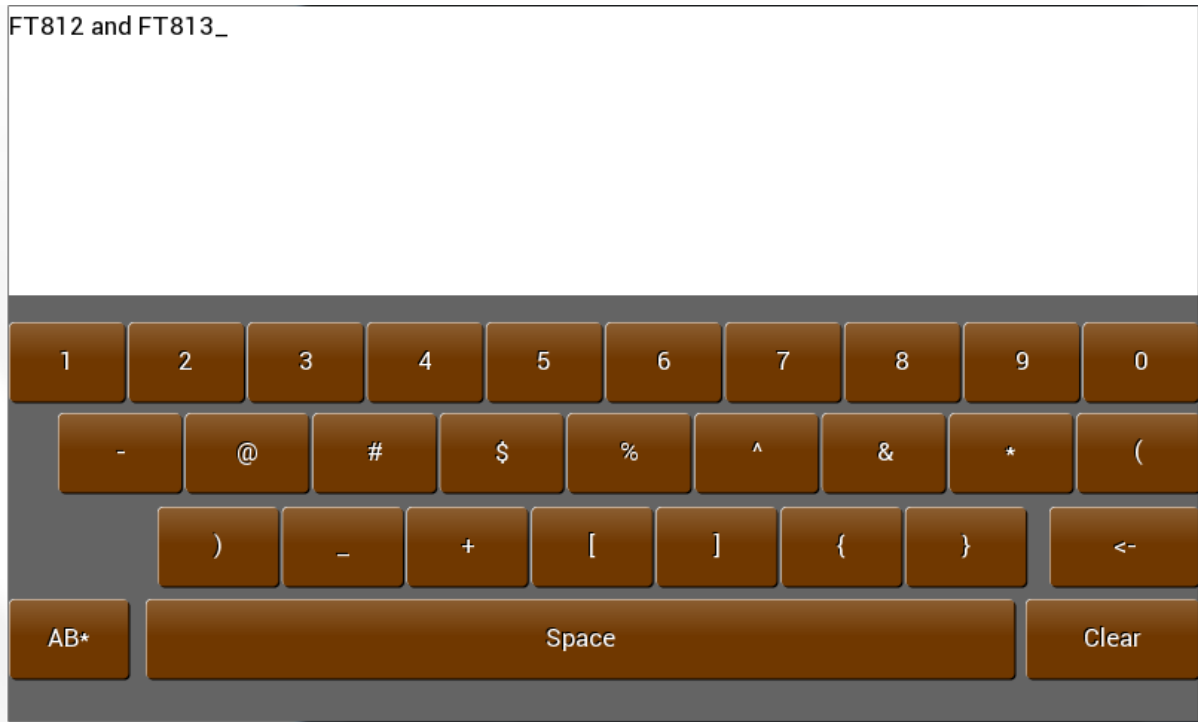 FT812 and FT813_
1 2 3 4 5 6 7 8 9 0
- @ # $ % ^ & * (
) _ + [ ] { } <-
AB* Space Clear